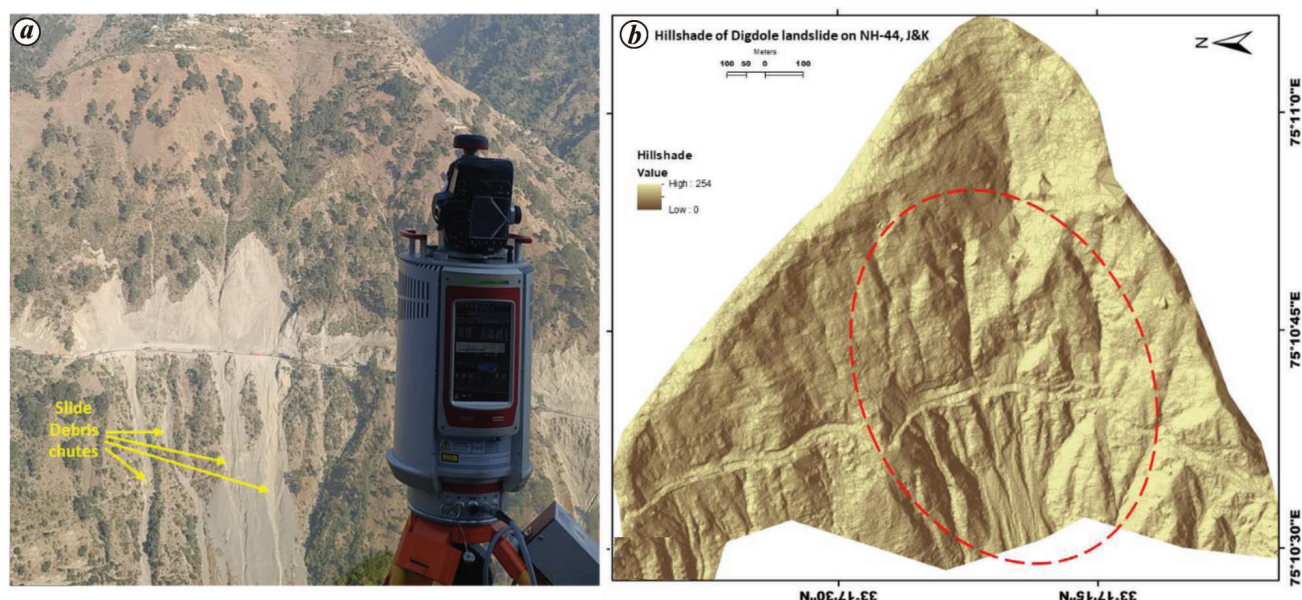 a
Slide
Debris
chutes
b
Hillshade of Digdole landslide on NH-44, J&K
Meters
100 50 0 100
N
Hillshade
Value
High : 254
Low : 0
75°11'0"E
75°10'45"E
75°10'30"E
33°17'30"N
33°17'15"N